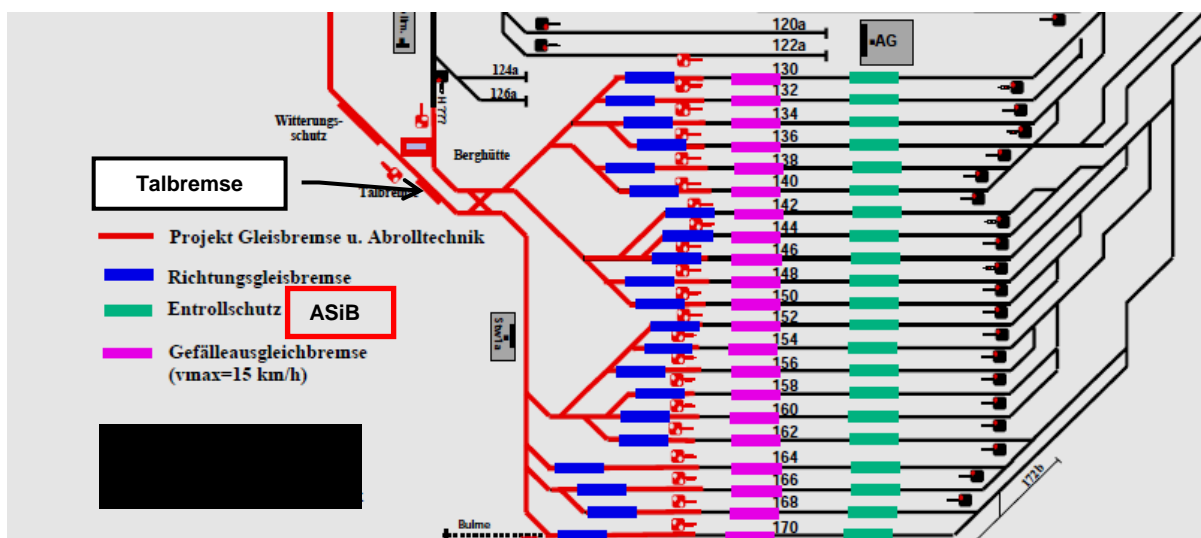 120a
122a
AG
124a
126a
H 777
130
132
134
136
138
140
142
144
146
148
150
152
154
156
158
160
162
164
166
168
170
172b
Witterungs-
schutz
Berghütte
Talbremse
Talbremse
Projekt Gleisbremse u. Abrolltechnik
Richtungsgleisbremse
Entrollschutz
ASiB
Gefälleausgleichbremse
(vmax=15 km/h)
Stw1a
Bulme